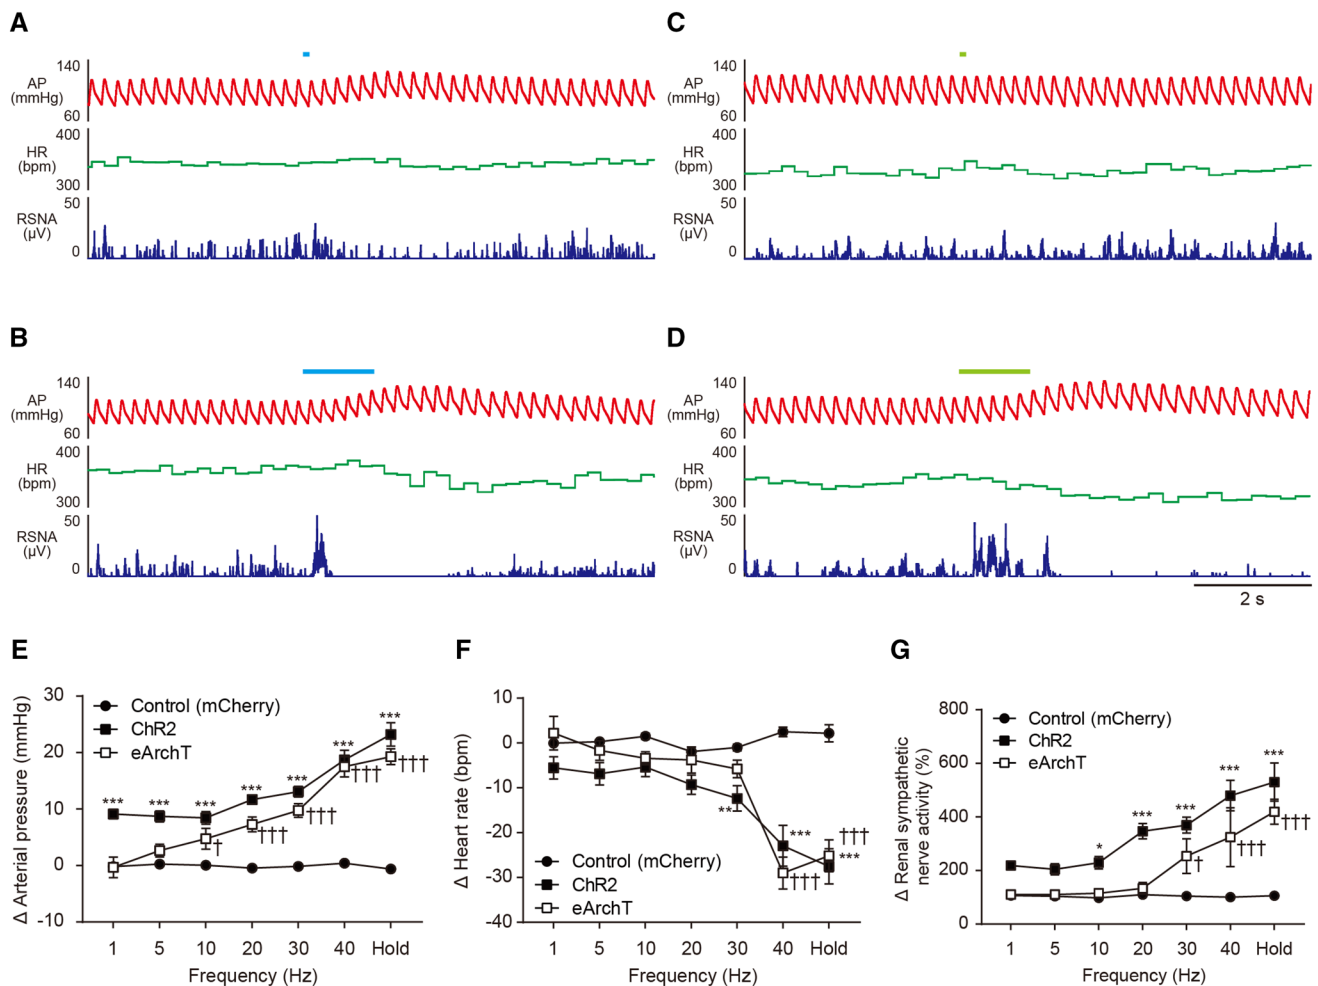 A
140
AP
(mmHg)
60
400
HR
(bpm)
300
50
RSNA
(µV)
0
C
140
AP
(mmHg)
60
400
HR
(bpm)
300
50
RSNA
(µV)
0
B
140
AP
(mmHg)
60
400
HR
(bpm)
300
50
RSNA
(µV)
0
D
140
AP
(mmHg)
60
400
HR
(bpm)
300
50
RSNA
(µV)
0
2 s
E
Δ Arterial pressure (mmHg)
30
20
10
0
-10
Control (mCherry)
ChR2
eArchT
*** *** *** *** *** *** ***
† ††† ††† ††† †††
1 5 10 20 30 40 Hold
Frequency (Hz)
F
Δ Heart rate (bpm)
10
0
-10
-20
-30
-40
** *** †††
***
†††
Control (mCherry)
ChR2
eArchT
1 5 10 20 30 40 Hold
Frequency (Hz)
G
Δ Renal sympathetic
nerve activity (%)
800
600
400
200
0
Control (mCherry)
ChR2
eArchT
* *** *** *** ***
† ††† †††
1 5 10 20 30 40 Hold
Frequency (Hz)